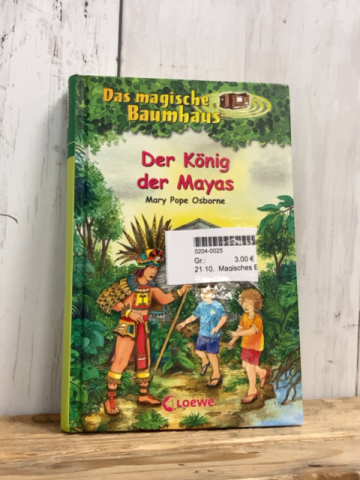 Das magische
Baumhaus
Der König
der Mayas
Mary Pope Osborne
0204-0025
Gr.: 3,00 €
21.10. Magisches B
Loewe